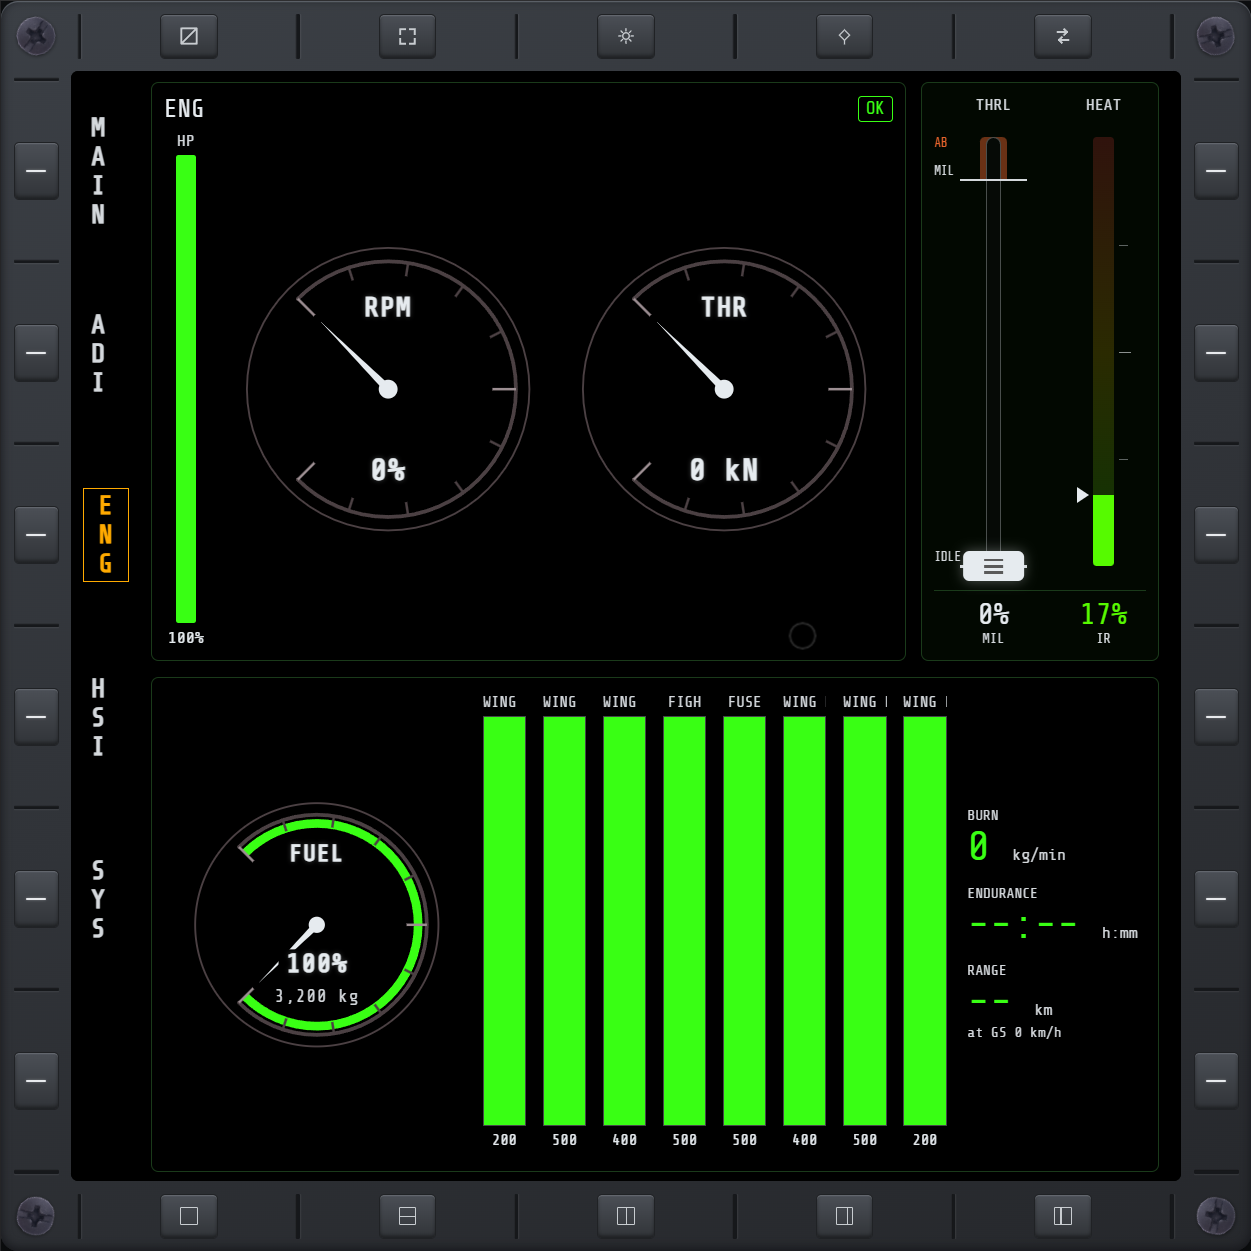 MAIN
ADI
ENG
HSI
SYS
ENG
OK
HP
100%
RPM
0%
THR
0 kN
THRL
HEAT
AB
MIL
IDLE
0%
MIL
17%
IR
FUEL
100%
3,200 kg
WING WING WING FIGH FUSE WING WING WING
200 500 400 500 500 400 500 200
BURN
0 kg/min
ENDURANCE
--:-- h:mm
RANGE
-- km
at GS 0 km/h